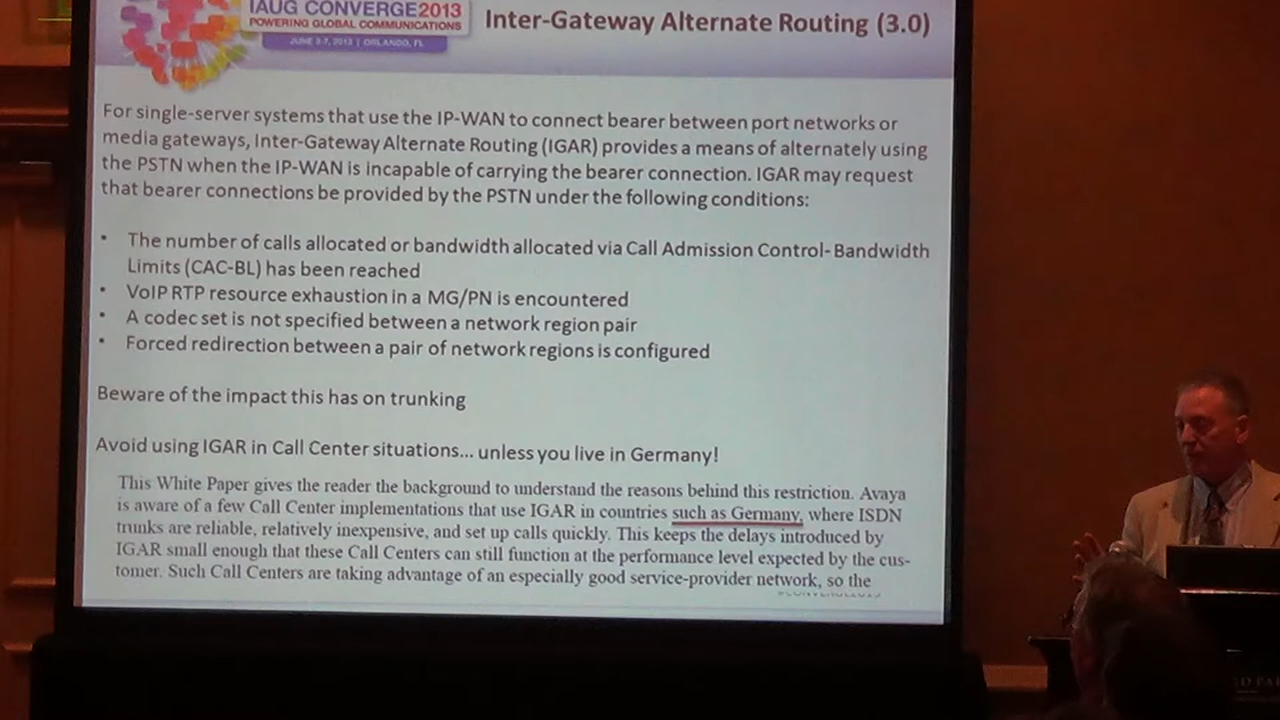 IAUG CONVERGE2013
POWERING GLOBAL COMMUNICATIONS
JUNE 3-7, 2013 | ORLANDO, FL
Inter-Gateway Alternate Routing (3.0)
For single-server systems that use the IP-WAN to connect bearer between port networks or
media gateways, Inter-Gateway Alternate Routing (IGAR) provides a means of alternately using
the PSTN when the IP-WAN is incapable of carrying the bearer connection. IGAR may request
that bearer connections be provided by the PSTN under the following conditions:
• The number of calls allocated or bandwidth allocated via Call Admission Control-Bandwidth
Limits (CAC-BL) has been reached
• VoIP RTP resource exhaustion in a MG/PN is encountered
• A codec set is not specified between a network region pair
• Forced redirection between a pair of network regions is configured
Beware of the impact this has on trunking
Avoid using IGAR in Call Center situations... unless you live in Germany!
This White Paper gives the reader the background to understand the reasons behind this restriction. Avaya
is aware of a few Call Center implementations that use IGAR in countries such as Germany, where ISDN
trunks are reliable, relatively inexpensive, and set up calls quickly. This keeps the delays introduced by
IGAR small enough that these Call Centers can still function at the performance level expected by the cus-
tomer. Such Call Centers are taking advantage of an especially good service-provider network, so the